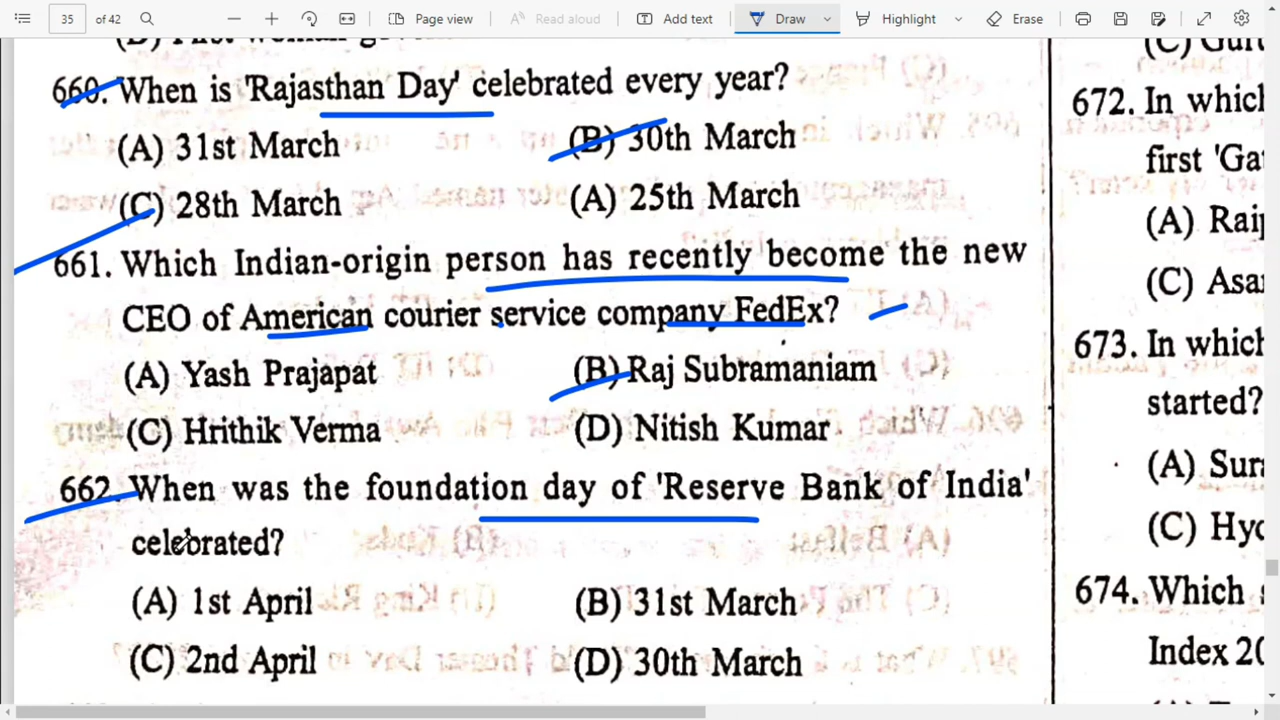 35 of 42 Page view Read aloud Add text Draw Highlight Erase
660. When is 'Rajasthan Day' celebrated every year?
(A) 31st March (B) 30th March
(C) 28th March (A) 25th March
661. Which Indian-origin person has recently become the new
CEO of American courier service company FedEx?
(A) Yash Prajapat (B) Raj Subramaniam
(C) Hrithik Verma (D) Nitish Kumar
662. When was the foundation day of 'Reserve Bank of India'
celebrated?
(A) 1st April (B) 31st March
(C) 2nd April (D) 30th March
672. In which
first 'Ga
(A) Raij
(C) Asa
673. In which
started?
(A) Sur
(C) Hyd
674. Which
Index 20